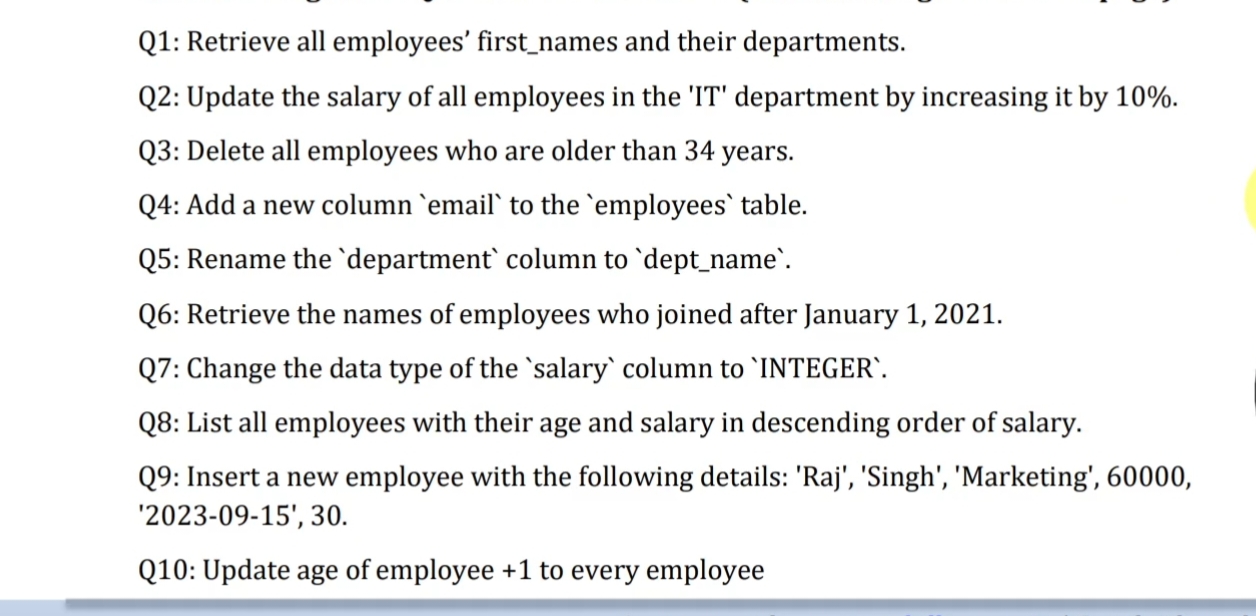 Q1: Retrieve all employees’ first_names and their departments.
Q2: Update the salary of all employees in the 'IT' department by increasing it by 10%.
Q3: Delete all employees who are older than 34 years.
Q4: Add a new column `email` to the `employees` table.
Q5: Rename the `department` column to `dept_name`.
Q6: Retrieve the names of employees who joined after January 1, 2021.
Q7: Change the data type of the `salary` column to `INTEGER`.
Q8: List all employees with their age and salary in descending order of salary.
Q9: Insert a new employee with the following details: 'Raj', 'Singh', 'Marketing', 60000,
'2023-09-15', 30.
Q10: Update age of employee +1 to every employee